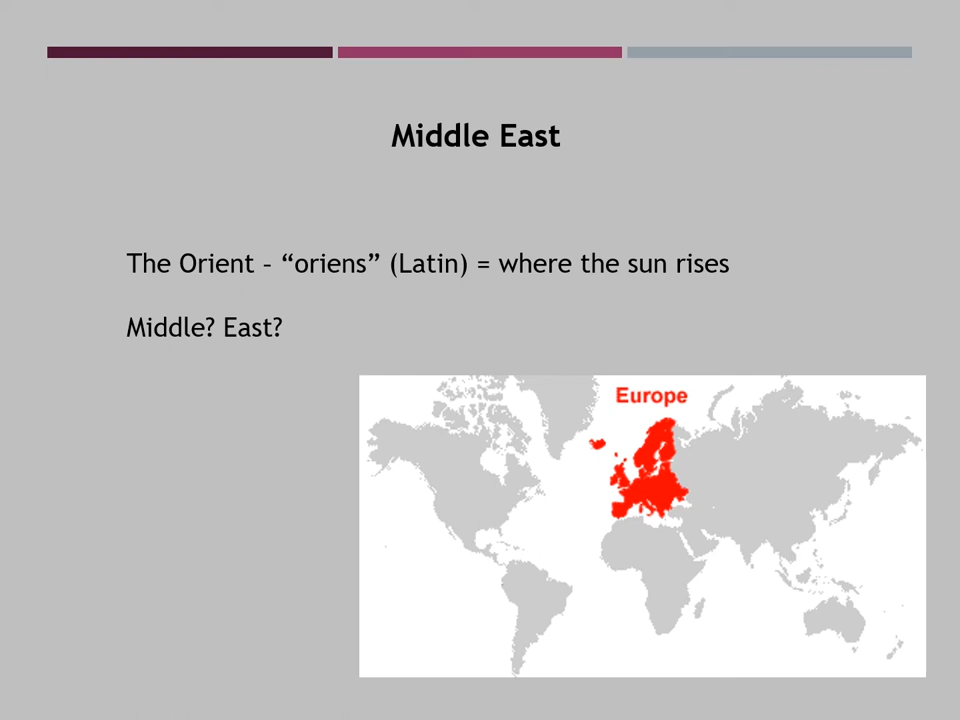 Middle East
The Orient – “oriens” (Latin) = where the sun rises
Middle? East?
Europe